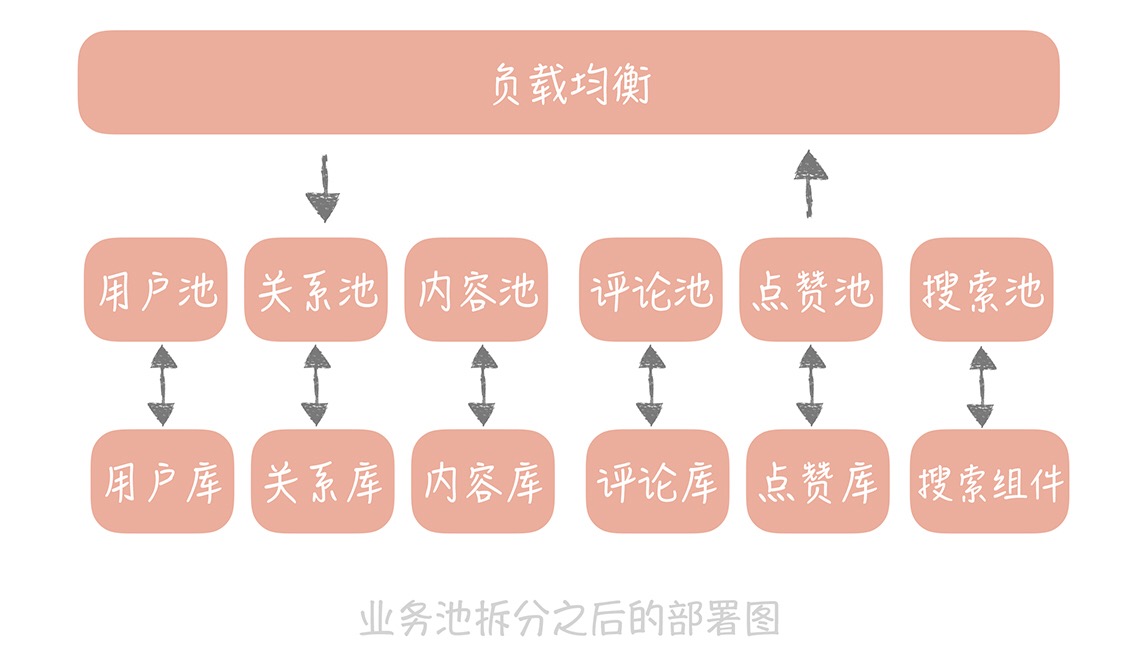 负载均衡
用户池 关系池 内容池 评论池 点赞池 搜索池
用户库 关系库 内容库 评论库 点赞库 搜索组件
业务池拆分之后的部署图